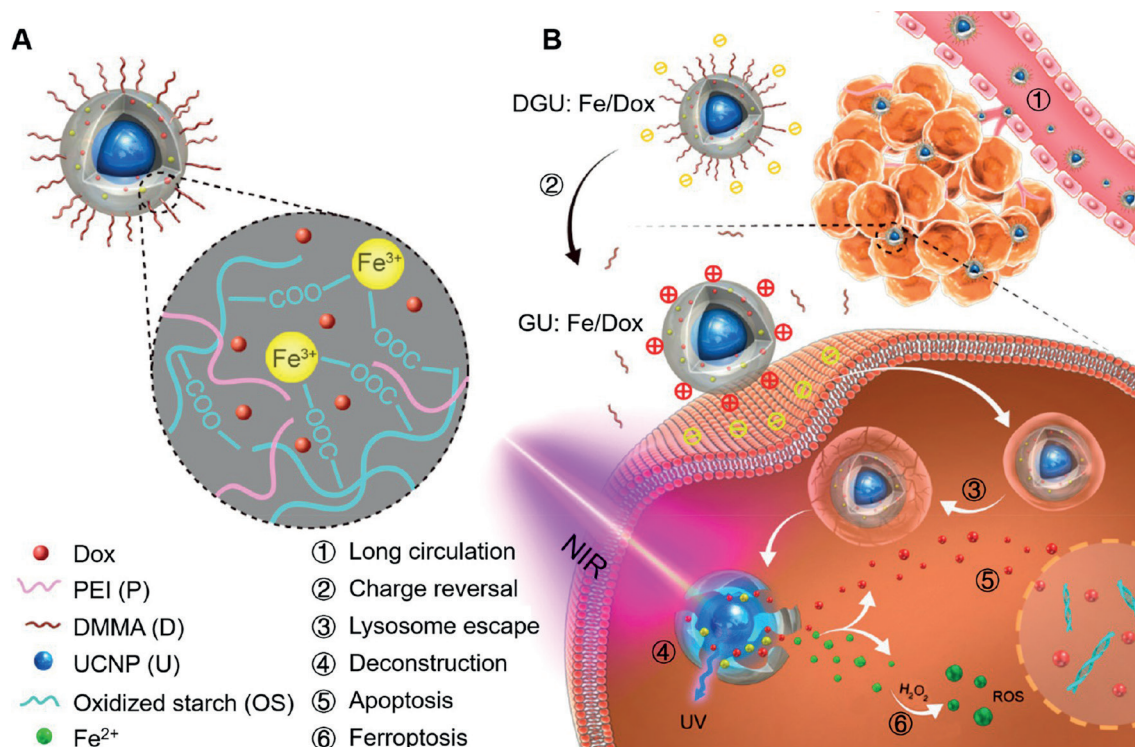 A
Fe³⁺
COO
Fe³⁺
OOC
OOC
COO
OOC
Dox
PEI (P)
DMMA (D)
UCNP (U)
Oxidized starch (OS)
Fe²⁺
① Long circulation
② Charge reversal
③ Lysosome escape
④ Deconstruction
⑤ Apoptosis
⑥ Ferroptosis
B
DGU: Fe/Dox
①
②
GU: Fe/Dox
③
NIR
⑤
④
UV
H₂O₂
ROS
⑥